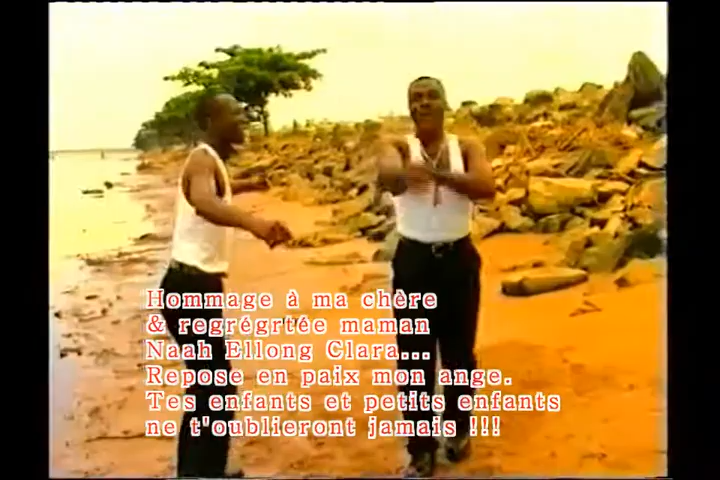 Hommage à ma chère
& regrégrtée maman
Naah Ellong Clara...
Repose en paix mon ange.
Tes enfants et petits enfants
ne t'oublieront jamais !!!